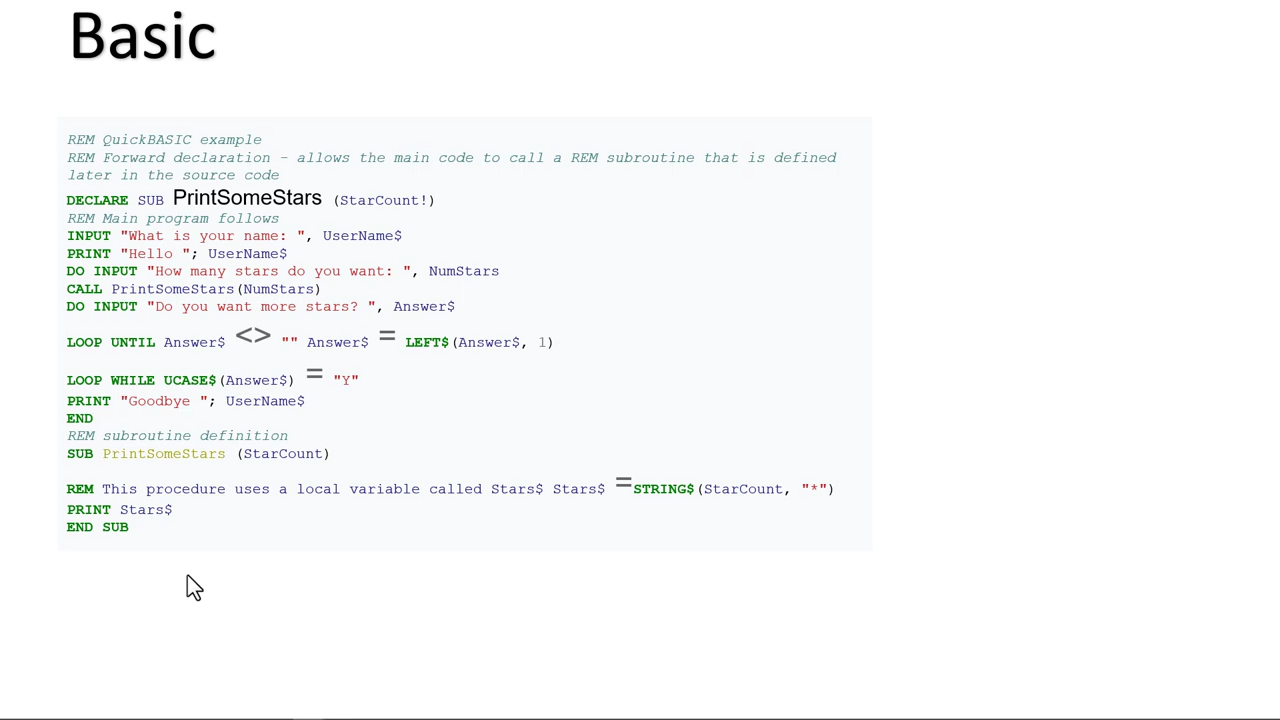 Basic
REM QuickBASIC example
REM Forward declaration - allows the main code to call a REM subroutine that is defined
later in the source code
DECLARE SUB PrintSomeStars (StarCount!)
REM Main program follows
INPUT "What is your name: ", UserName$
PRINT "Hello "; UserName$
DO INPUT "How many stars do you want: ", NumStars
CALL PrintSomeStars(NumStars)
DO INPUT "Do you want more stars? ", Answer$
LOOP UNTIL Answer$ <> "" Answer$ = LEFT$(Answer$, 1)
LOOP WHILE UCASE$(Answer$) = "Y"
PRINT "Goodbye "; UserName$
END
REM subroutine definition
SUB PrintSomeStars (StarCount)
REM This procedure uses a local variable called Stars$ Stars$ =STRING$(StarCount, "*")
PRINT Stars$
END SUB